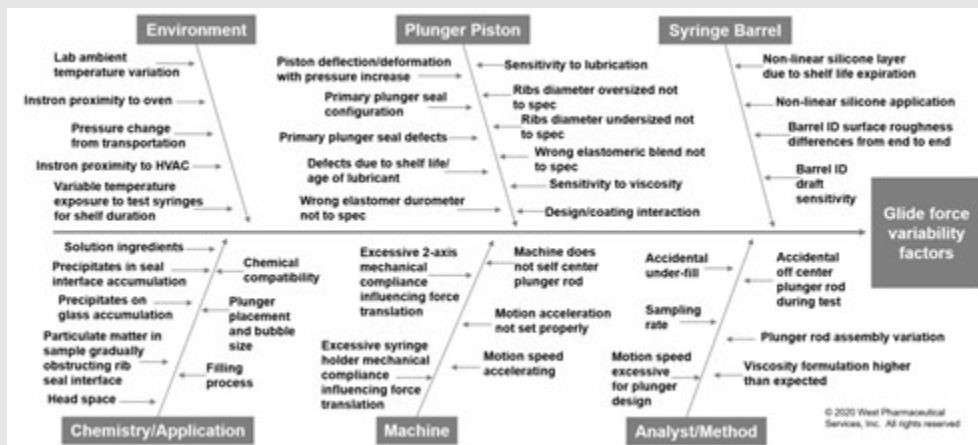 Environment
Plunger Piston
Syringe Barrel
Lab ambient
temperature variation
Instron proximity to oven
Pressure change
from transportation
Instron proximity to HVAC
Variable temperature
exposure to test syringes
for shelf duration
Piston deflection/deformation
with pressure increase
Primary plunger seal
configuration
Primary plunger seal defects
Defects due to shelf life/
age of lubricant
Wrong elastomer durometer
not to spec
Sensitivity to lubrication
Ribs diameter oversized not
to spec
Ribs diameter undersized not
to spec
Wrong elastomeric blend not
to spec
Sensitivity to viscosity
Design/coating interaction
Non-linear silicone layer
due to shelf life expiration
Non-linear silicone application
Barrel ID surface roughness
differences from end to end
Barrel ID
draft
sensitivity
Glide force
variability
factors
Solution ingredients
Precipitates in seal
interface accumulation
Precipitates on
glass accumulation
Particulate matter in
sample gradually
obstructing rib
seal interface
Head space
Chemical
compatibility
Plunger
placement
and bubble
size
Filling
process
Excessive 2-axis
mechanical
compliance
influencing force
translation
Excessive syringe
holder mechanical
compliance
influencing force
translation
Machine does
not self center
plunger rod
Motion acceleration
not set properly
Motion speed
accelerating
Accidental
under-fill
Sampling
rate
Motion speed
excessive
for plunger
design
Accidental
off center
plunger rod
during test
Plunger rod assembly variation
Viscosity formulation higher
than expected
Chemistry/Application
Machine
Analyst/Method
© 2020 West Pharmaceutical
Services, Inc. All rights reserved